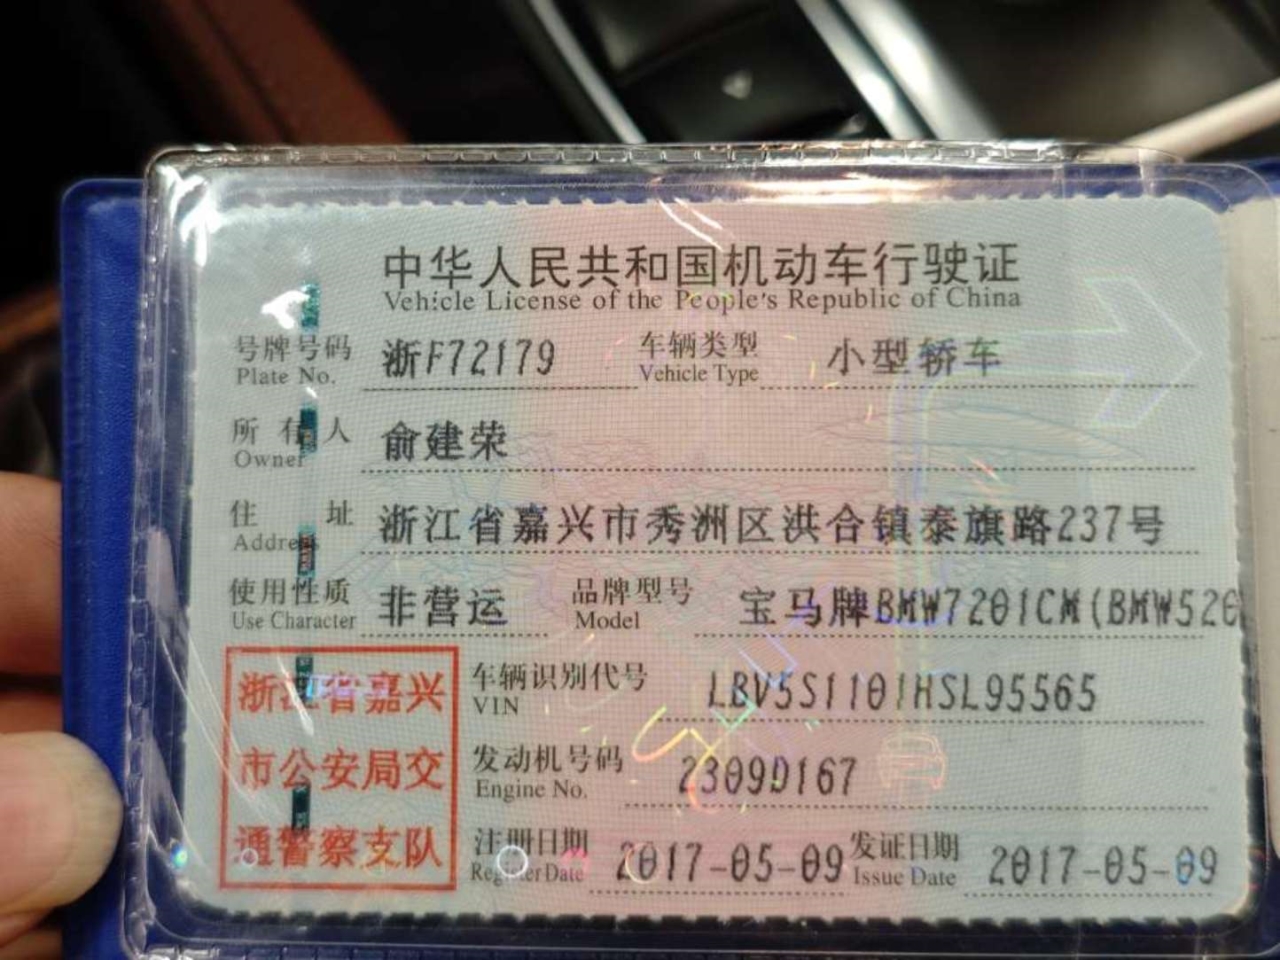 中华人民共和国机动车行驶证
Vehicle License of the People's Republic of China
号牌号码 浙F72179 车辆类型 小型轿车
Plate No. Vehicle Type
所有人 俞建荣
Owner
住址 浙江省嘉兴市秀洲区洪合镇泰旗路237号
Address
使用性质 非营运 品牌型号 宝马牌BMW7201CM(BMW520
Use Character Model
浙江省嘉兴
市公安局交
通警察支队
车辆识别代号 LBV5S1101HSL95565
VIN
发动机号码 2309D167
Engine No.
注册日期 2017-05-09 发证日期 2017-05-09
Register Date Issue Date